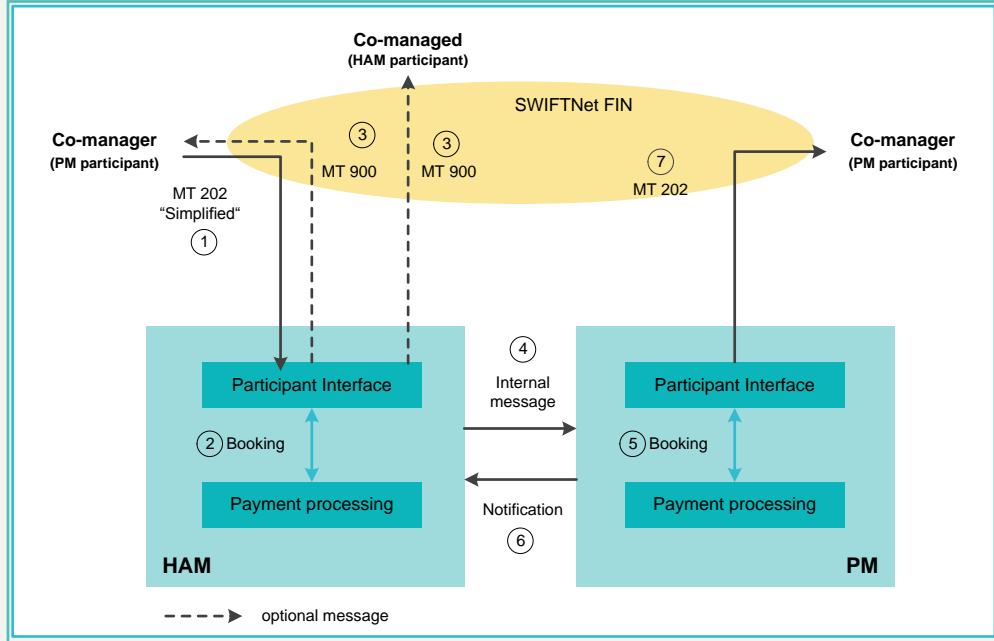 Co-managed
(HAM participant)
SWIFTNet FIN
Co-manager
(PM participant)
3
MT 900
3
MT 900
7
MT 202
Co-manager
(PM participant)
MT 202
“Simplified“
1
4
Internal
message
Participant Interface
Participant Interface
2 Booking
5 Booking
Payment processing
Payment processing
Notification
6
HAM
PM
optional message